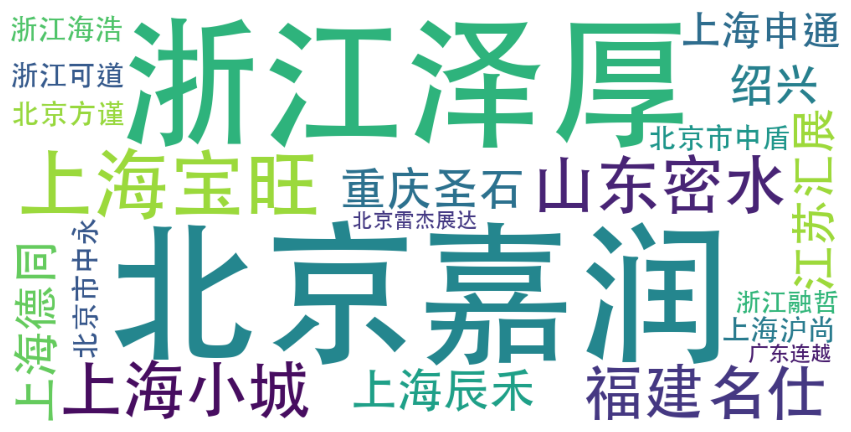 浙江海浩
浙江泽厚
上海申通
浙江可道
绍兴
北京方谨
北京市中盾
江苏汇展
上海宝旺
重庆圣石
山东密水
北京雷杰展达
北京嘉润
北京市中永
上海德同
浙江融哲
上海沪尚
广东连越
上海小城
上海辰禾
福建名仕